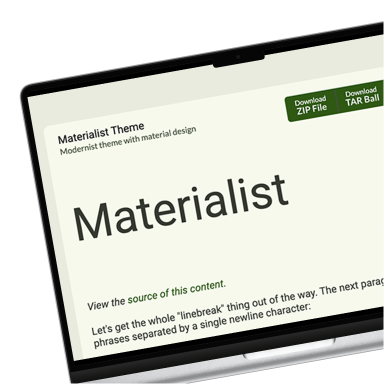 Materialist Theme
Modernist theme with material design
Download
ZIP File
Download
TAR Ball
Materialist
View the source of this content.
Let's get the whole "linebreak" thing out of the way. The next
phrases separated by a single newline character: